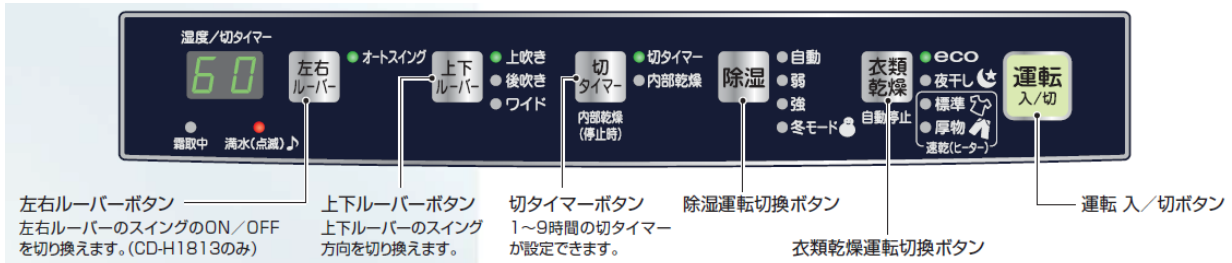 湿度/切タイマー
60
霜取中
満水(点滅)♪
左右
ルーバー
オートスイング
上下
ルーバー
上吹き
後吹き
ワイド
切
タイマー
内部乾燥
(停止時)
切タイマー
内部乾燥
除湿
自動
弱
強
冬モード
衣類
乾燥
自動停止
eco
夜干し
標準
厚物
速乾(ヒーター)
運転
入/切
左右ルーバーボタン
左右ルーバーのスイングのON/OFF
を切り換えます。(CD-H1813のみ)
上下ルーバーボタン
上下ルーバーのスイング
方向を切り換えます。
切タイマーボタン
1~9時間の切タイマー
が設定できます。
除湿運転切換ボタン
衣類乾燥運転切換ボタン
運転 入/切ボタン